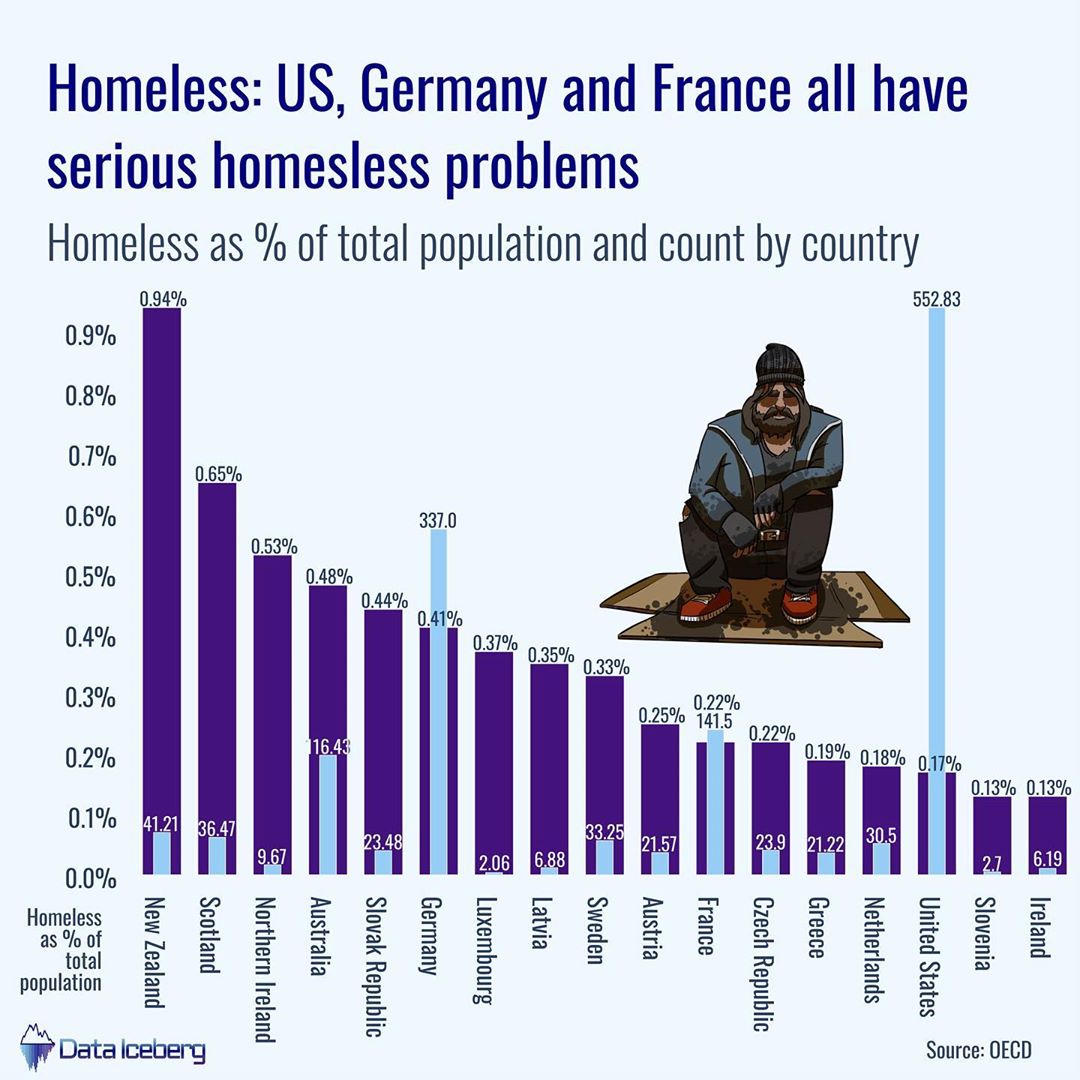 Homeless: US, Germany and France all have
serious homesless problems
Homeless as % of total population and count by country
0.94%
552.83
0.9%
0.8%
0.7%
0.65%
0.6%
337.0
0.53%
0.5%
0.48%
0.44%
0.41%
0.4%
0.37%
0.35%
0.33%
0.3%
0.25%
0.22%
141.5
0.22%
0.2%
116.43
0.19%
0.18%
0.17%
0.13%
0.13%
0.1%
41.21
36.47
9.67
23.48
2.06
6.88
33.25
21.57
23.9
21.22
30.5
2.7
6.19
0.0%
Homeless
as % of
total
population
New Zealand
Scotland
Northern Ireland
Australia
Slovak Republic
Germany
Luxembourg
Latvia
Sweden
Austria
France
Czech Republic
Greece
Netherlands
United States
Slovenia
Ireland
Data Iceberg
Source: OECD